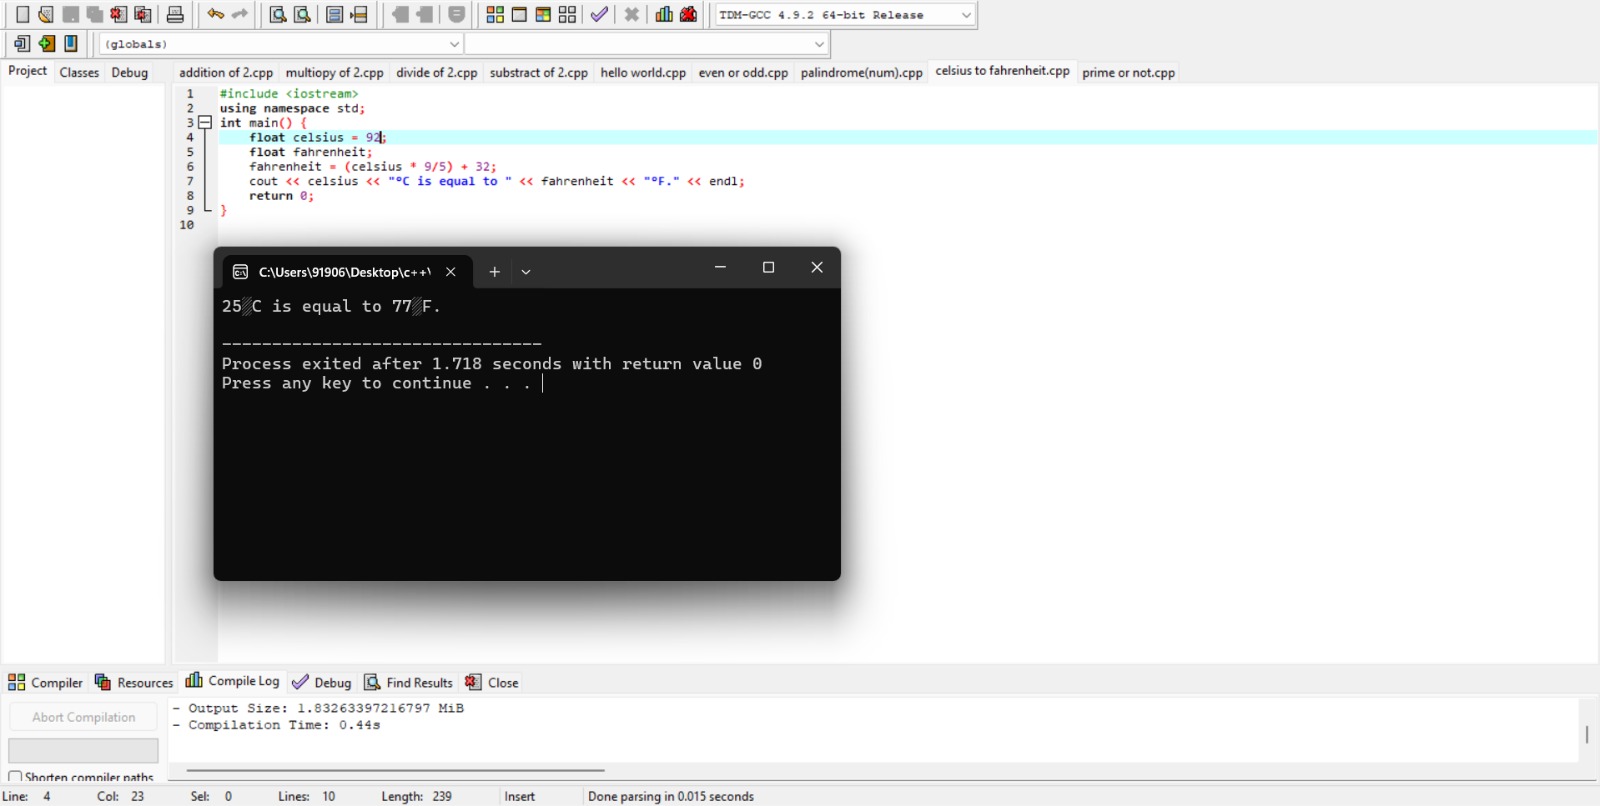 TDM-GCC 4.9.2 64-bit Release
(globals)
Project Classes Debug addition of 2.cpp multiopy of 2.cpp divide of 2.cpp substract of 2.cpp hello world.cpp even or odd.cpp palindrome(num).cpp celsius to fahrenheit.cpp prime or not.cpp
1 #include <iostream>
2 using namespace std;
3 int main() {
4 float celsius = 92;
5 float fahrenheit;
6 fahrenheit = (celsius * 9/5) + 32;
7 cout << celsius << "°C is equal to " << fahrenheit << "°F." << endl;
8 return 0;
9 }
10
C:\Users\91906\Desktop\c++\
25▒C is equal to 77▒F.
--------------------------------
Process exited after 1.718 seconds with return value 0
Press any key to continue . . .
Compiler Resources Compile Log Debug Find Results Close
Abort Compilation
- Output Size: 1.83263397216797 MiB
- Compilation Time: 0.44s
Shorten compiler paths
Line: 4 Col: 23 Sel: 0 Lines: 10 Length: 239 Insert Done parsing in 0.015 seconds